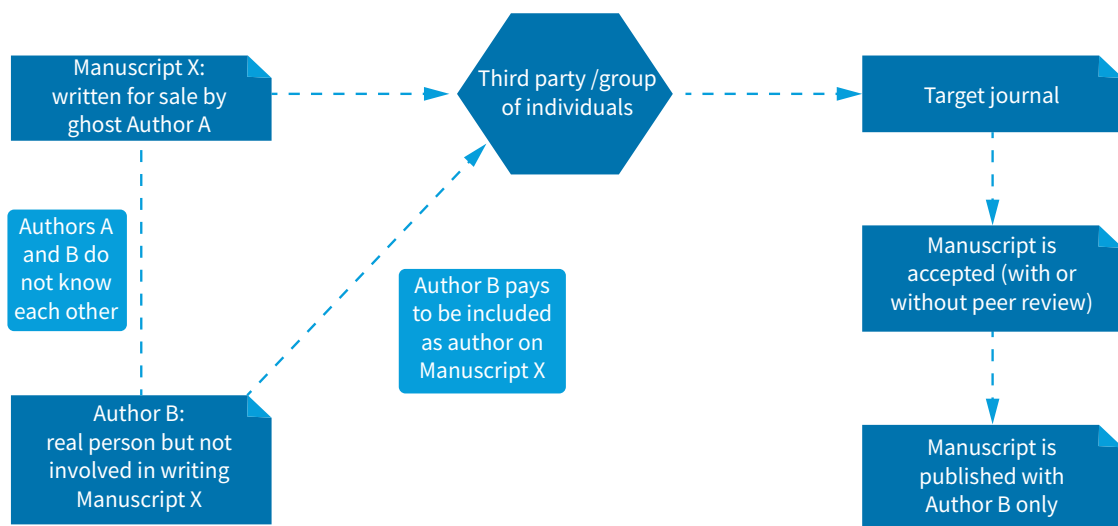 Manuscript X:
written for sale by
ghost Author A
Third party /group
of individuals
Target journal
Authors A
and B do
not know
each other
Author B pays
to be included
as author on
Manuscript X
Manuscript is
accepted (with or
without peer review)
Author B:
real person but not
involved in writing
Manuscript X
Manuscript is
published with
Author B only